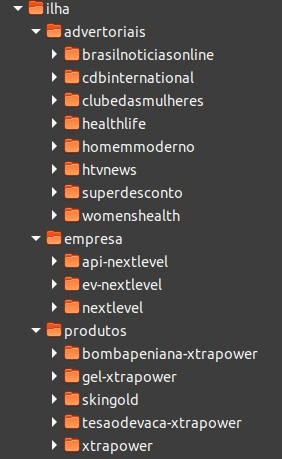 ilha
advertoriais
brasilnoticiasonline
cdbinternational
clubedasmulheres
healthlife
homemmoderno
htvnews
superdesconto
womenshealth
empresa
api-nextlevel
ev-nextlevel
nextlevel
produtos
bombapeniana-xtrapower
gel-xtrapower
skingold
tesaodevaca-xtrapower
xtrapower